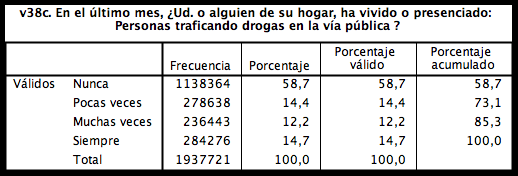 v38c. En el último mes, ¿Ud. o alguien de su hogar, ha vivido o presenciado:
Personas traficando drogas en la vía pública ?
Frecuencia Porcentaje Porcentaje válido Porcentaje acumulado
Válidos Nunca 1138364 58,7 58,7 58,7
Pocas veces 278638 14,4 14,4 73,1
Muchas veces 236443 12,2 12,2 85,3
Siempre 284276 14,7 14,7 100,0
Total 1937721 100,0 100,0